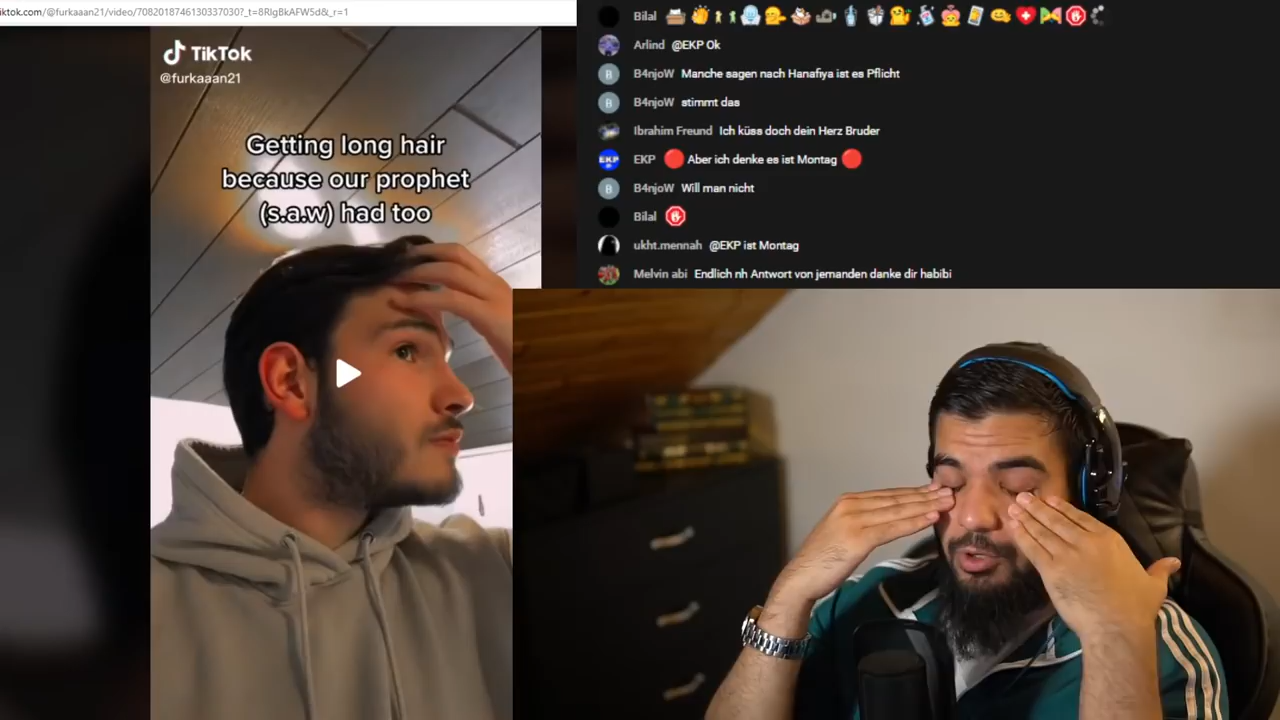 iktok.com/@furkaaan21/video/7082018746130337030?_t=8RlgBkAFW5d&_r=1
TikTok
@furkaaan21
Getting long hair
because our prophet
(s.a.w) had too
Bilal
Arlind @EKP Ok
B B4njoW Manche sagen nach Hanafiya ist es Pflicht
B B4njoW stimmt das
Ibrahim Freund Ich küss doch dein Herz Bruder
EKP EKP Aber ich denke es ist Montag
B B4njoW Will man nicht
Bilal
ukht.mennah @EKP ist Montag
Melvin abi Endlich nh Antwort von jemanden danke dir habibi